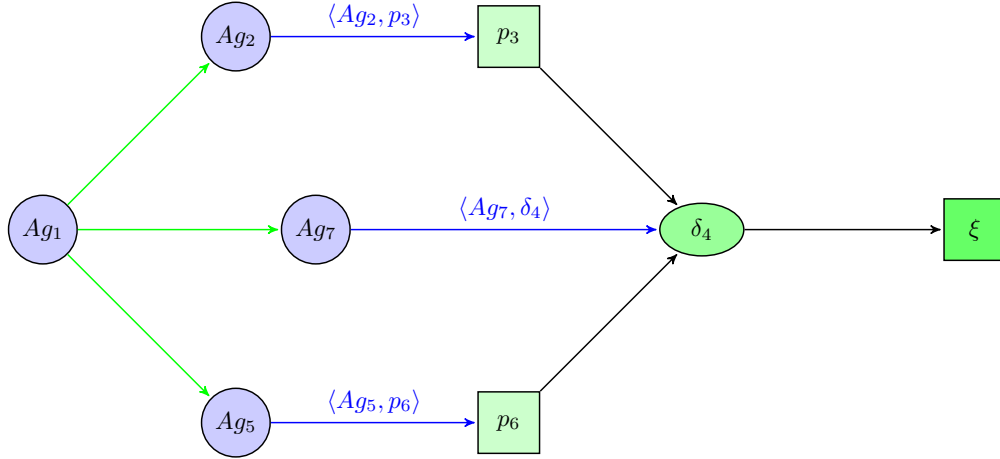 Ag₂
⟨Ag₂, p₃⟩
p₃
Ag₁
Ag₇
⟨Ag₇, δ₄⟩
δ₄
ξ
Ag₅
⟨Ag₅, p₆⟩
p₆